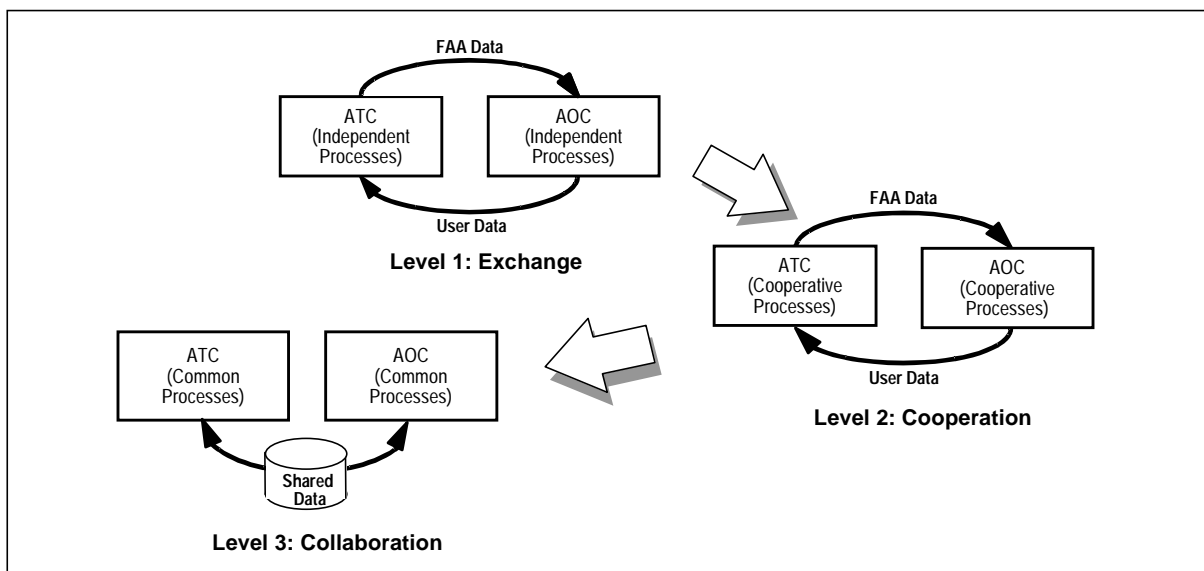 FAA Data
ATC
(Independent
Processes)
AOC
(Independent
Processes)
User Data
Level 1: Exchange
FAA Data
ATC
(Cooperative
Processes)
AOC
(Cooperative
Processes)
User Data
Level 2: Cooperation
ATC
(Common
Processes)
AOC
(Common
Processes)
Shared
Data
Level 3: Collaboration